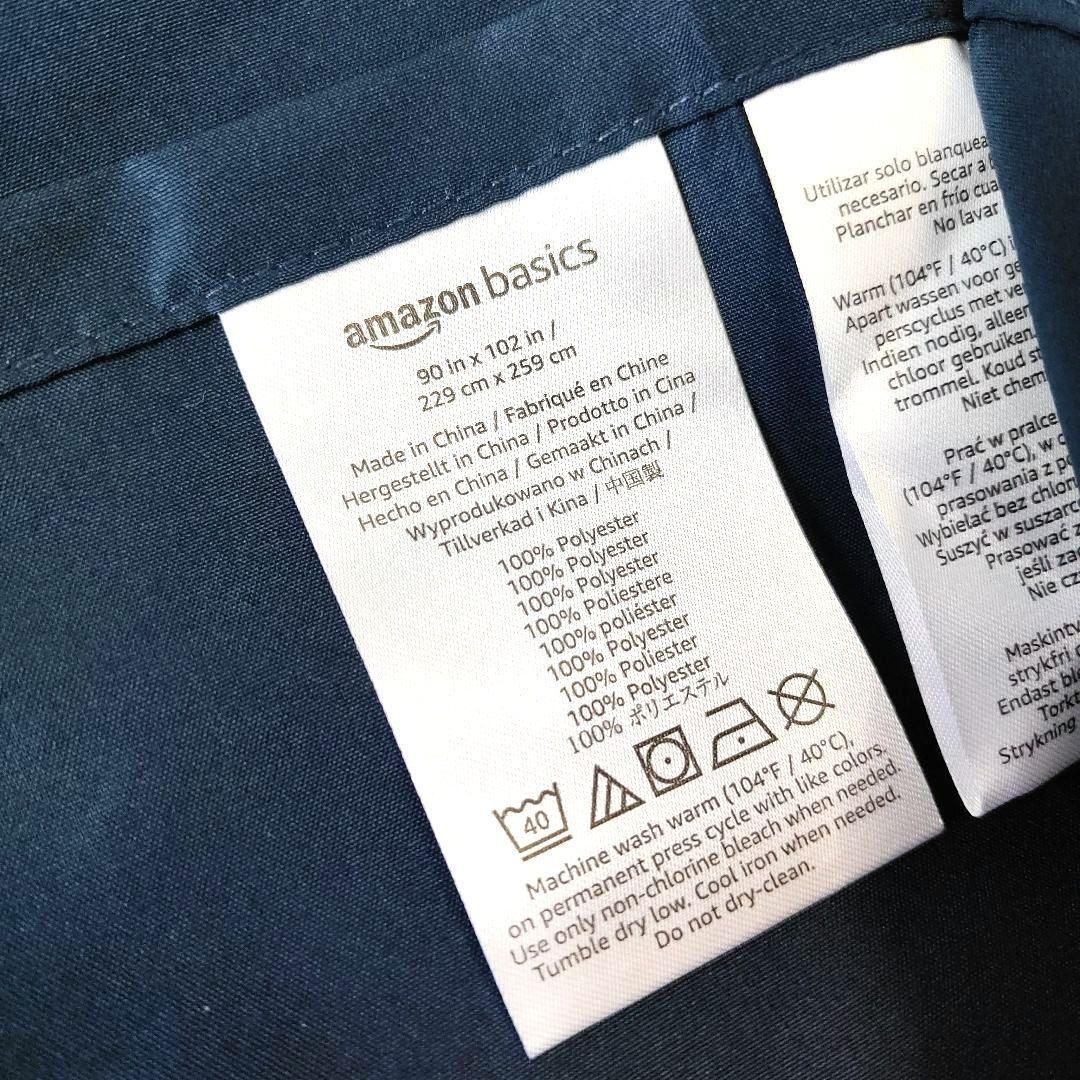 amazon basics
90 in x 102 in /
229 cm x 259 cm
Made in China / Fabriqué en Chine
Hergestellt in China / Prodotto in Cina
Hecho en China / Gemaakt in China /
Wyprodukowano w Chinach /
Tillverkad i Kina / 中国製
100% Polyester
100% Polyester
100% Polyester
100% Poliestere
100% poliéster
100% Polyester
100% Poliester
100% Polyester
100% ポリエステル
40
Machine wash warm (104°F / 40°C),
on permanent press cycle with like colors.
Use only non-chlorine bleach when needed.
Tumble dry low. Cool iron when needed.
Do not dry-clean.
Utilizar solo blanquea
necesario. Secar a
Planchar en frío cua
No lavar
Warm (104°F / 40°C)
Apart wassen voor ge
perscyclus met ve
Indien nodig, alleen
chloor gebruiken.
trommel. Koud st
Niet chem
Prać w pralce
(104°F / 40°C), w
prasowania z po
Wybielać bez chlor
Suszyć w suszarc
Prasować z
jeśli za
Nie cz
Maskinty
strykfri
Endast bl
Tork
Strykning